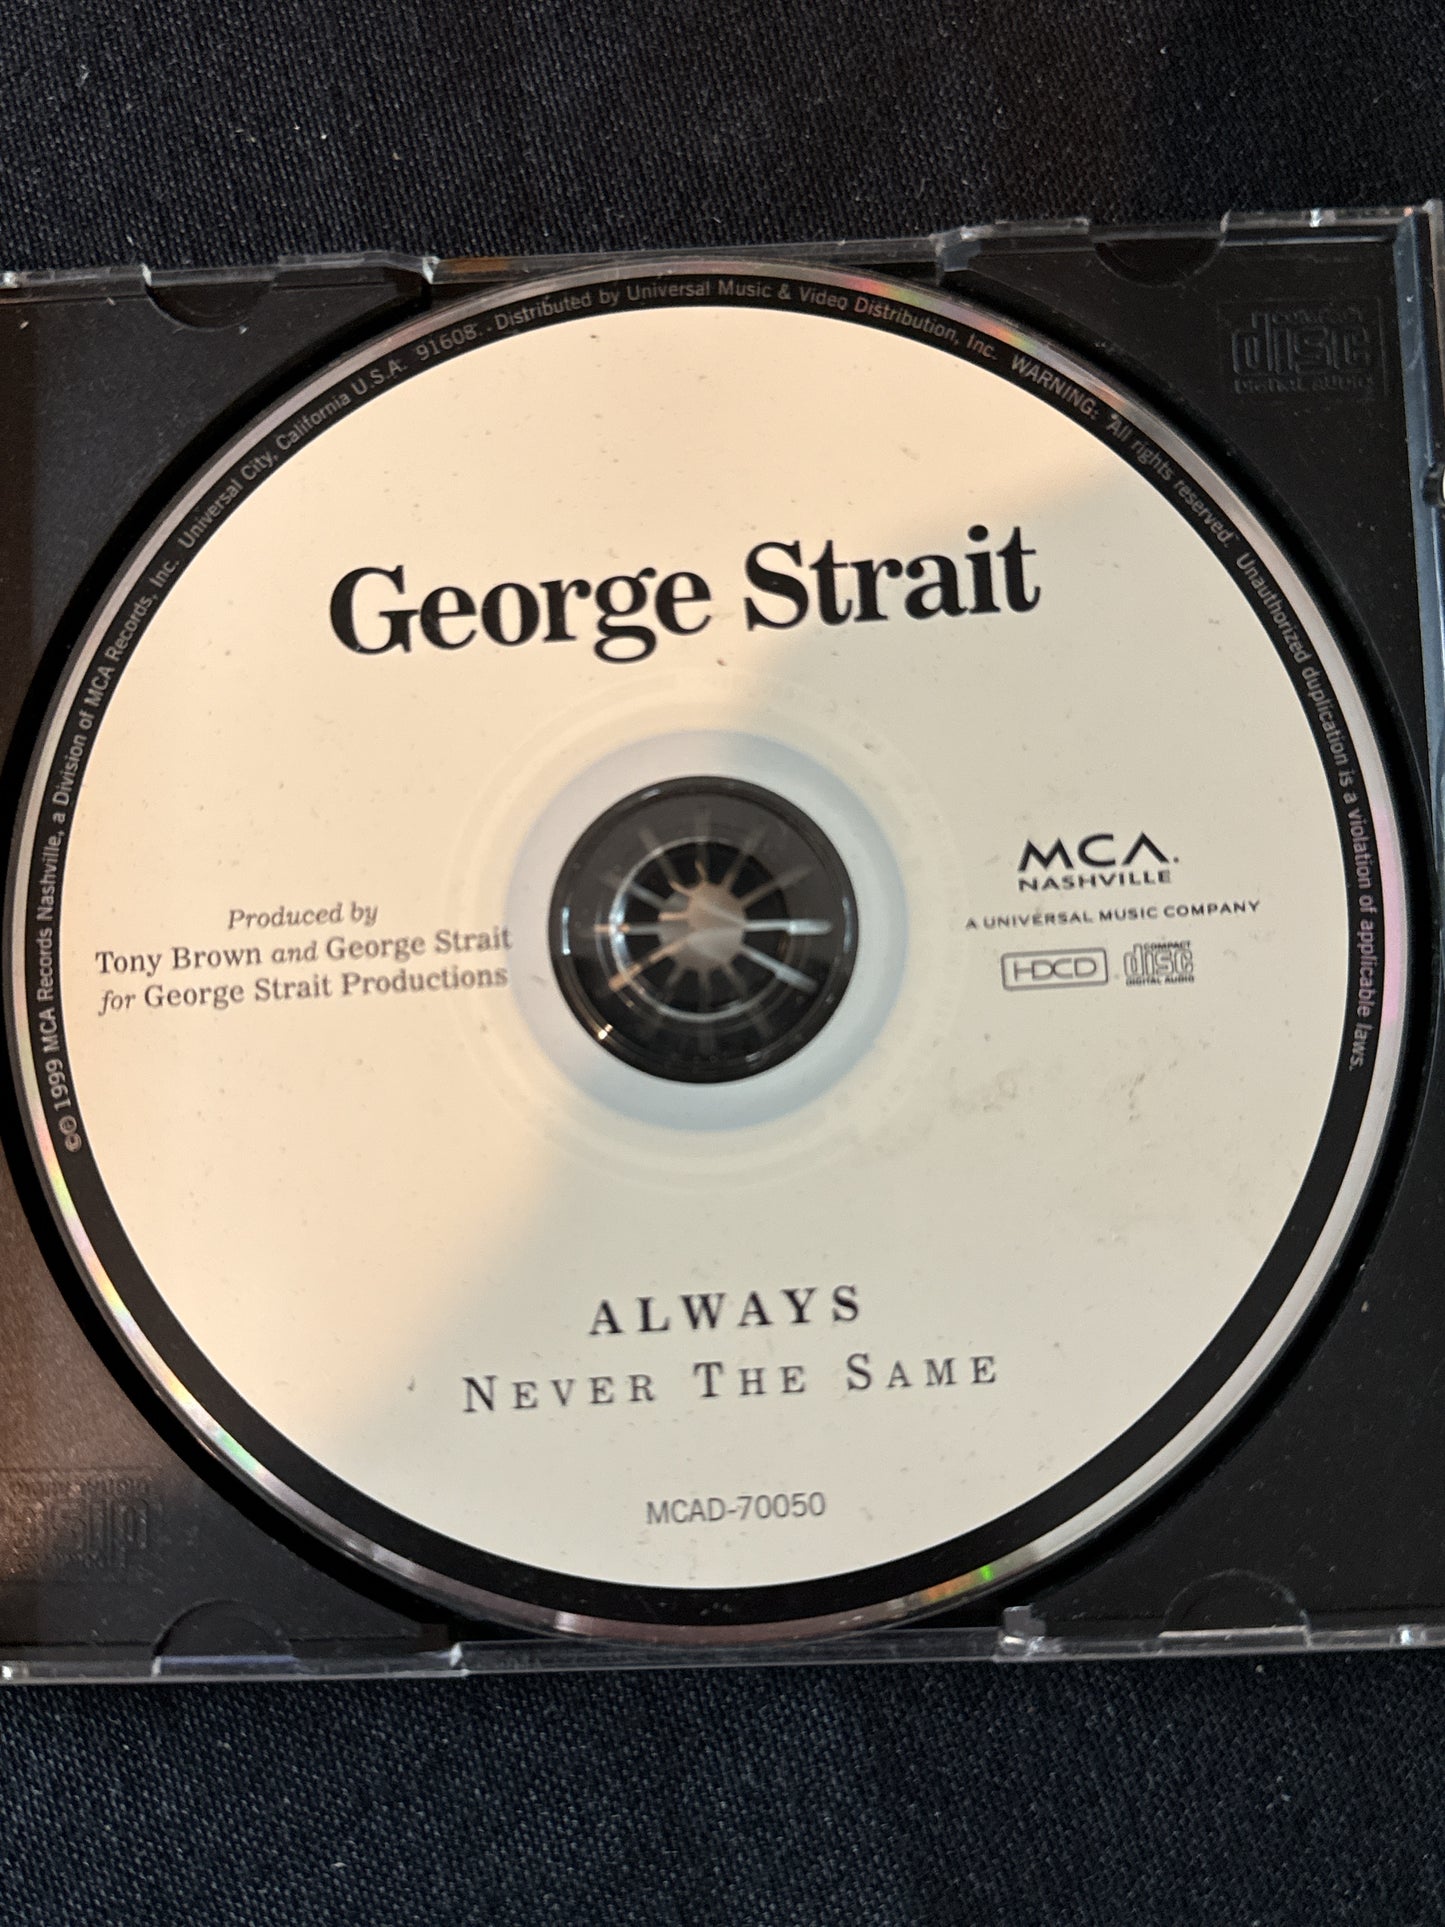 George Strait
Produced by
Tony Brown and George Strait
for George Strait Productions
MCA.
NASHVILLE
A UNIVERSAL MUSIC COMPANY
HDCD
COMPACT
disc
DIGITAL AUDIO
ALWAYS
NEVER THE SAME
MCAD-70050
©℗ 1999 MCA Records Nashville, a Division of MCA Records, Inc. Universal City, California U.S.A. 91608. . Distributed by Universal Music & Video Distribution, Inc. WARNING: "All rights reserved. Unauthorized duplication is a violation of applicable laws.
disc
DIGITAL AUDIO